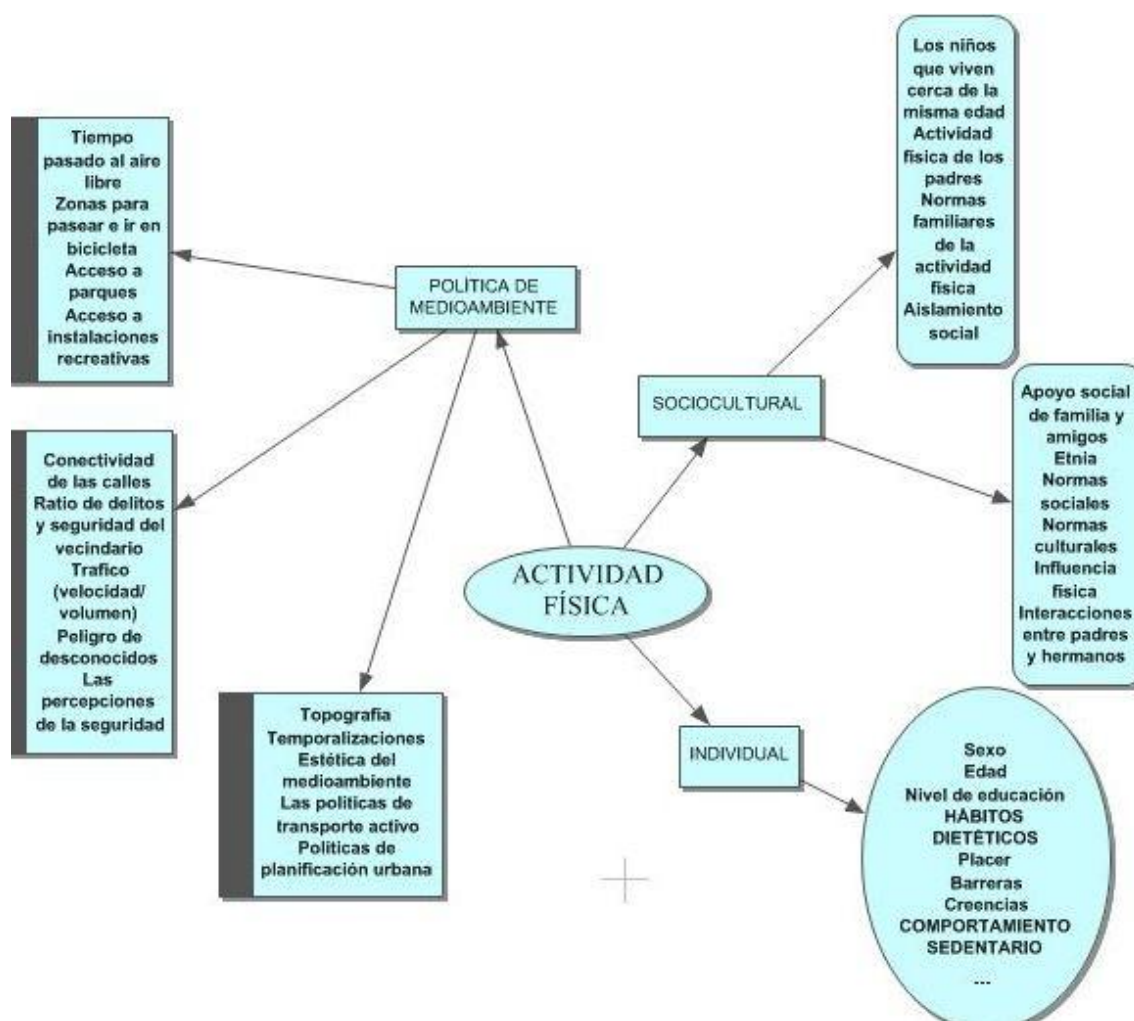 Los niños
que viven
cerca de la
misma edad
Actividad
física de los
padres
Normas
familiares
de la
actividad
física
Aislamiento
social
Tiempo
pasado al aire
libre
Zonas para
pasear e ir en
bicicleta
Acceso a
parques
Acceso a
instalaciones
recreativas
POLÍTICA DE
MEDIOAMBIENTE
SOCIOCULTURAL
Apoyo social
de familia y
amigos
Etnia
Normas
sociales
Normas
culturales
Influencia
física
Interacciones
entre padres
y hermanos
Conectividad
de las calles
Ratio de delitos
y seguridad del
vecindario
Trafico
(velocidad/
volumen)
Peligro de
desconocidos
Las
percepciones
de la seguridad
ACTIVIDAD
FÍSICA
Topografía
Temporalizaciones
Estética del
medioambiente
Las políticas de
transporte activo
Políticas de
planificación urbana
INDIVIDUAL
Sexo
Edad
Nivel de educación
HÁBITOS
DIETÉTICOS
Placer
Barreras
Creencias
COMPORTAMIENTO
SEDENTARIO
...